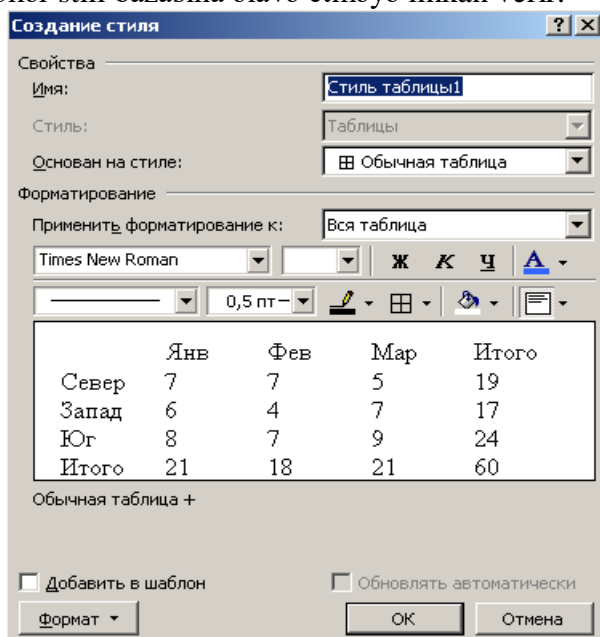 Создание стиля
Свойства
Имя: Стиль таблицы1
Стиль: Таблицы
Основан на стиле: Обычная таблица
Форматирование
Применить форматирование к: Вся таблица
Times New Roman Ж К Ч А
0,5 пт
Янв Фев Мар Итого
Север 7 7 5 19
Запад 6 4 7 17
Юг 8 7 9 24
Итого 21 18 21 60
Обычная таблица +
Добавить в шаблон Обновлять автоматически
Формат ОК Отмена